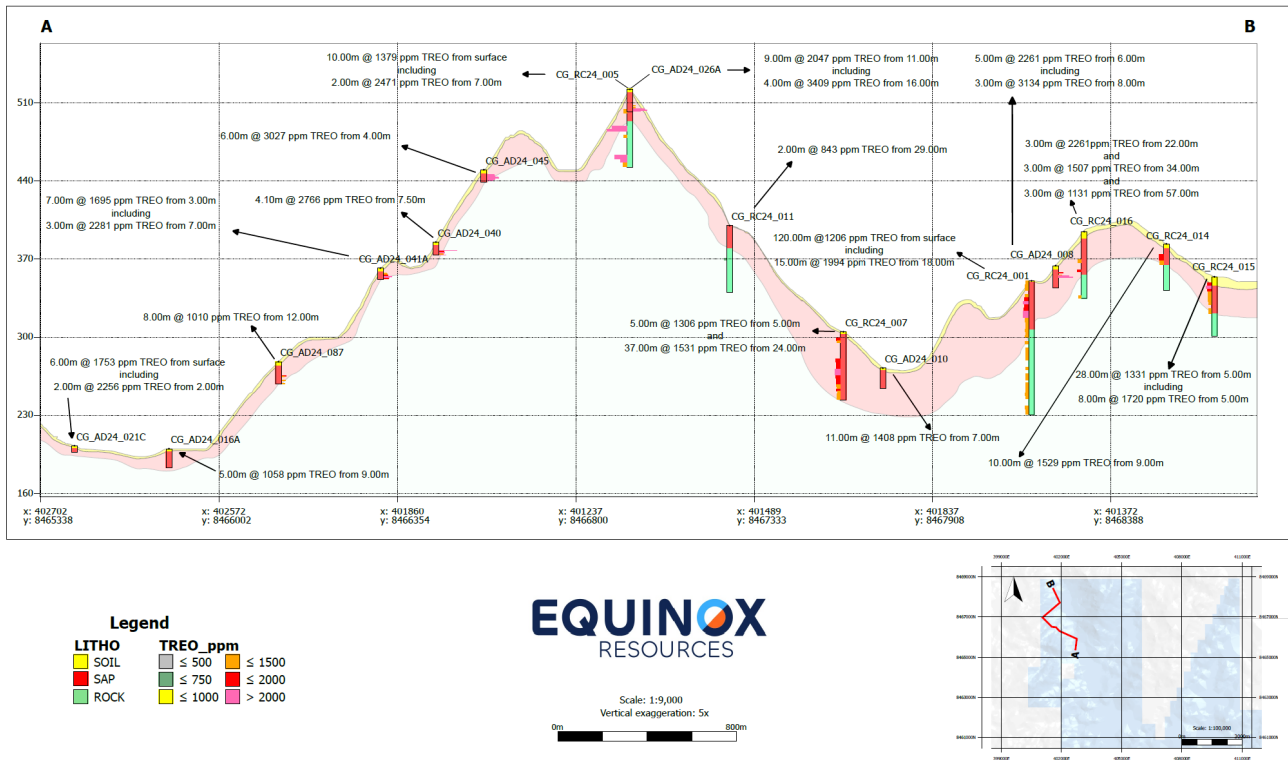 A
B
10.00m @ 1379 ppm TREO from surface
including
2.00m @ 2471 ppm TREO from 7.00m
CG_RC24_005
CG_AD24_026A
9.00m @ 2047 ppm TREO from 11.00m
including
4.00m @ 3409 ppm TREO from 16.00m
5.00m @ 2261 ppm TREO from 6.00m
including
3.00m @ 3134 ppm TREO from 8.00m
510
6.00m @ 3027 ppm TREO from 4.00m
CG_AD24_045
2.00m @ 843 ppm TREO from 29.00m
3.00m @ 2261ppm TREO from 22.00m
and
3.00m @ 1507 ppm TREO from 34.00m
and
3.00m @ 1131 ppm TREO from 57.00m
440
7.00m @ 1695 ppm TREO from 3.00m
including
3.00m @ 2281 ppm TREO from 7.00m
4.10m @ 2766 ppm TREO from 7.50m
CG_AD24_040
CG_AD24_041A
CG_RC24_011
120.00m @1206 ppm TREO from surface
including
15.00m @ 1994 ppm TREO from 18.00m
CG_RC24_016
CG_RC24_014
CG_AD24_008
CG_RC24_001
CG_RC24_015
370
8.00m @ 1010 ppm TREO from 12.00m
CG_AD24_087
5.00m @ 1306 ppm TREO from 5.00m
and
37.00m @ 1531 ppm TREO from 24.00m
CG_RC24_007
CG_AD24_010
300
6.00m @ 1753 ppm TREO from surface
including
2.00m @ 2256 ppm TREO from 2.00m
28.00m @ 1331 ppm TREO from 5.00m
including
8.00m @ 1720 ppm TREO from 5.00m
230
CG_AD24_021C
CG_AD24_016A
5.00m @ 1058 ppm TREO from 9.00m
11.00m @ 1408 ppm TREO from 7.00m
10.00m @ 1529 ppm TREO from 9.00m
160
x: 402702 x: 402572 x: 401860 x: 401237 x: 401489 x: 401837 x: 401372
y: 8465338 y: 8466002 y: 8466354 y: 8466800 y: 8467333 y: 8467908 y: 8468388
Legend
LITHO TREO_ppm
SOIL ≤ 500 ≤ 1500
SAP ≤ 750 ≤ 2000
ROCK ≤ 1000 > 2000
EQUINOX
RESOURCES
Scale: 1:9,000
Vertical exaggeration: 5x
0m 800m
399000E 402000E 405000E 408000E 411000E
B
A
Scale: 1:100,000
0m